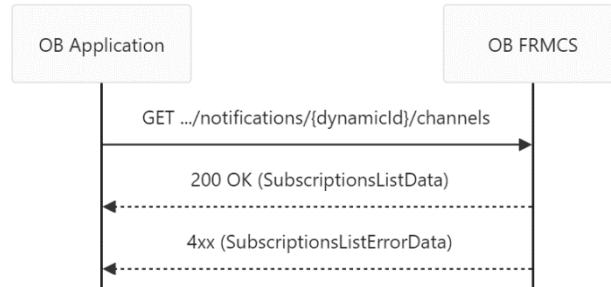 OB Application
OB FRMCS
GET .../notifications/{dynamicId}/channels
200 OK (SubscriptionsListData)
4xx (SubscriptionsListErrorData)